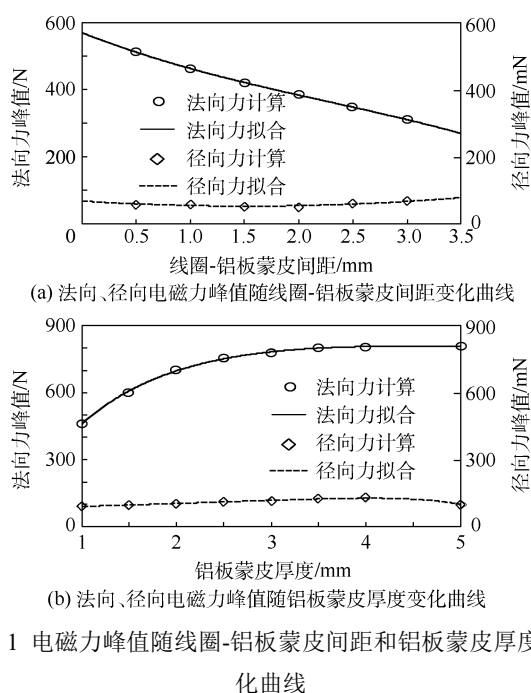 600
400
200
0
法向力峰值/N
600
400
200
0
径向力峰值/mN
法向力计算
法向力拟合
径向力计算
径向力拟合
0 0.5 1.0 1.5 2.0 2.5 3.0 3.5
线圈-铝板蒙皮间距/mm
(a) 法向、径向电磁力峰值随线圈-铝板蒙皮间距变化曲线
900
600
300
0
法向力峰值/N
900
600
300
0
径向力峰值/mN
法向力计算
法向力拟合
径向力计算
径向力拟合
1 2 3 4 5
铝板蒙皮厚度/mm
(b) 法向、径向电磁力峰值随铝板蒙皮厚度变化曲线
1 电磁力峰值随线圈-铝板蒙皮间距和铝板蒙皮厚度
化曲线